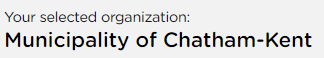 Your selected organization:
Municipality of Chatham-Kent